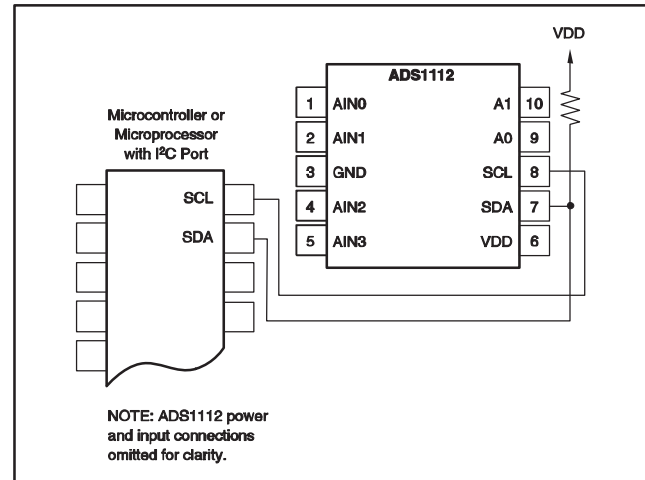 VDD
ADS1112
1 AIN0 A1 10
2 AIN1 A0 9
3 GND SCL 8
4 AIN2 SDA 7
5 AIN3 VDD 6
Microcontroller or
Microprocessor
with I²C Port
SCL
SDA
NOTE: ADS1112 power
and input connections
omitted for clarity.